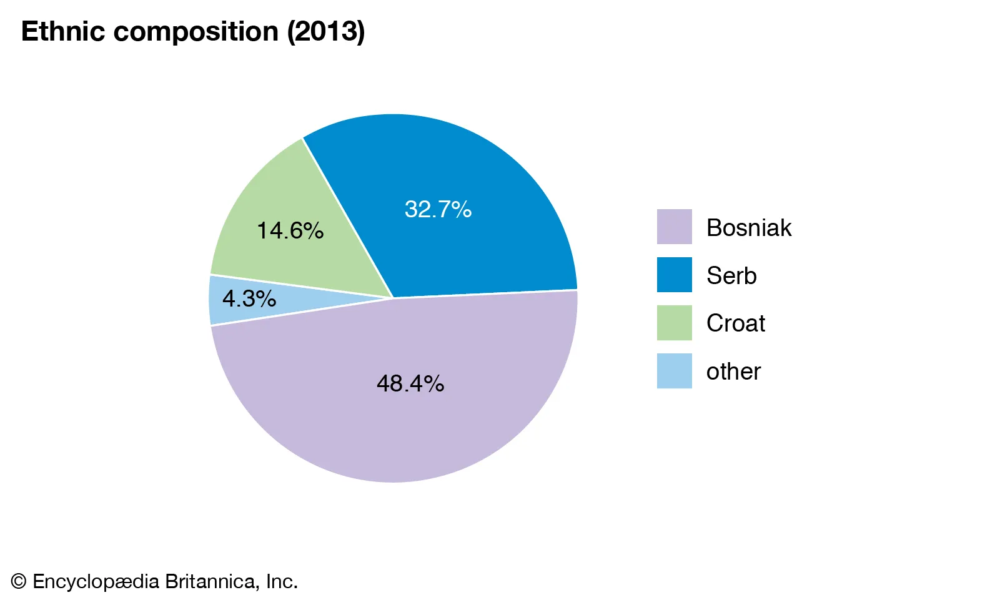 Ethnic composition (2013)
32.7%
14.6%
4.3%
48.4%
Bosniak
Serb
Croat
other
© Encyclopædia Britannica, Inc.